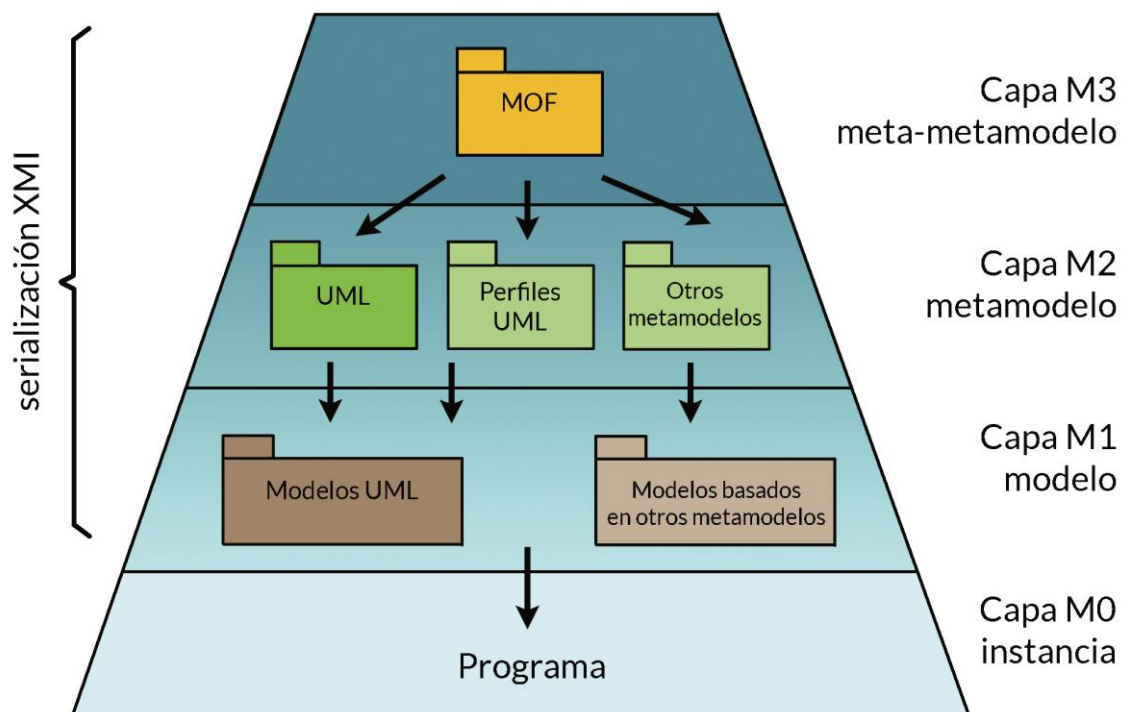 serialización XMI
MOF
Capa M3
meta-metamodelo
UML
Perfiles
UML
Otros
metamodelos
Capa M2
metamodelo
Modelos UML
Modelos basados
en otros metamodelos
Capa M1
modelo
Programa
Capa M0
instancia